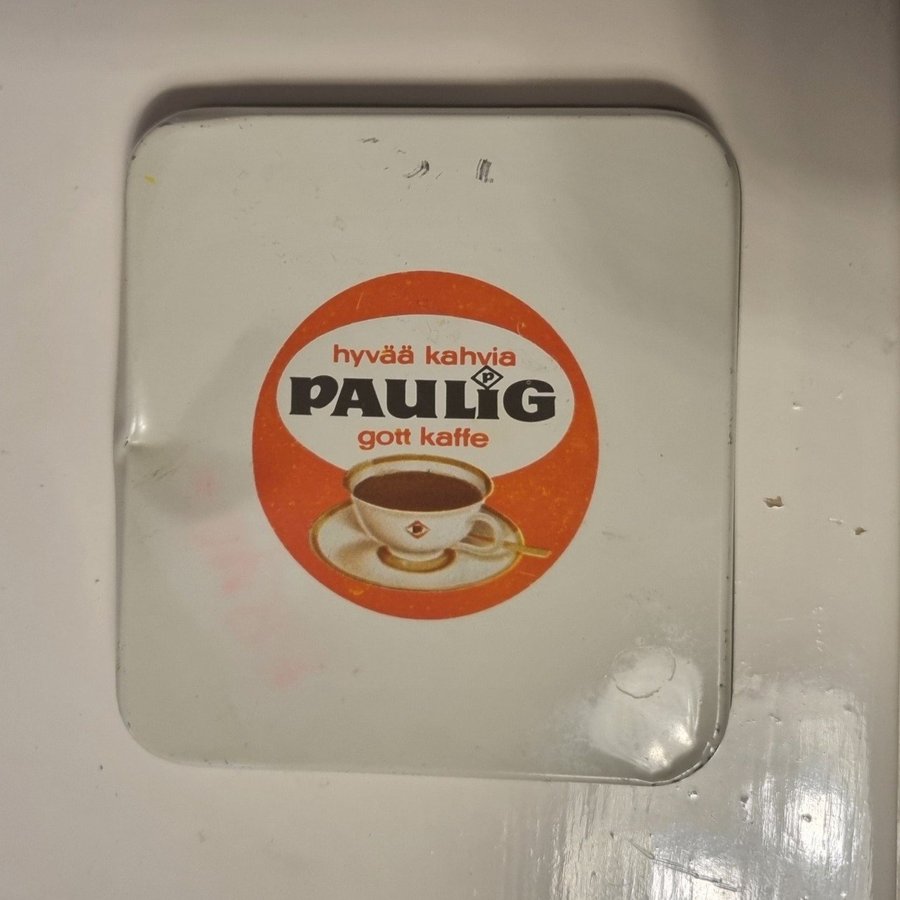 hyvää kahvia
P
PAULiG
gott kaffe